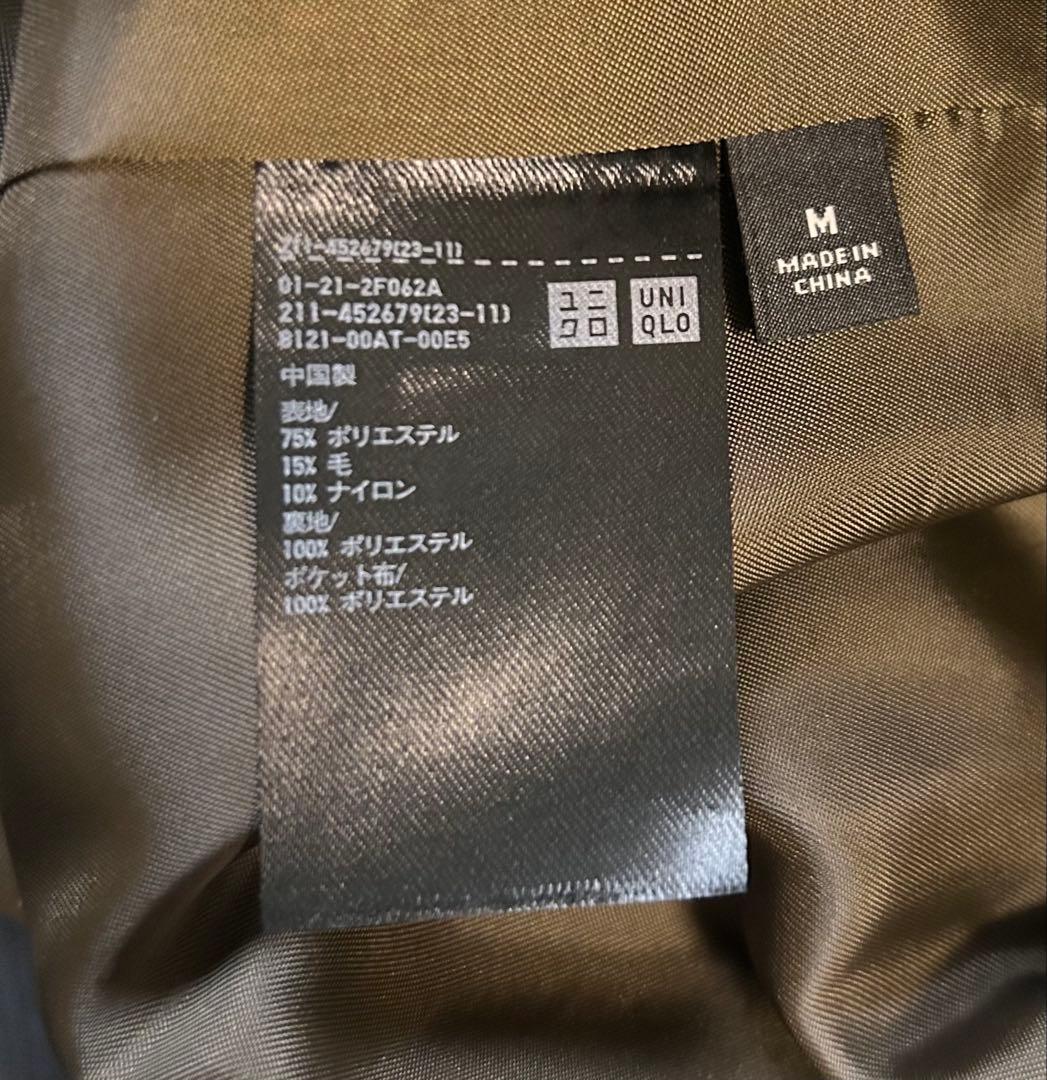 211-452679(23-11)
01-21-2F062A
211-452679(23-11)
8121-00AT-00E5
ユニ
クロ
UNI
QLO
中国製
表地/
75% ポリエステル
15% 毛
10% ナイロン
裏地/
100% ポリエステル
ポケット布/
100% ポリエステル
M
MADE IN
CHINA